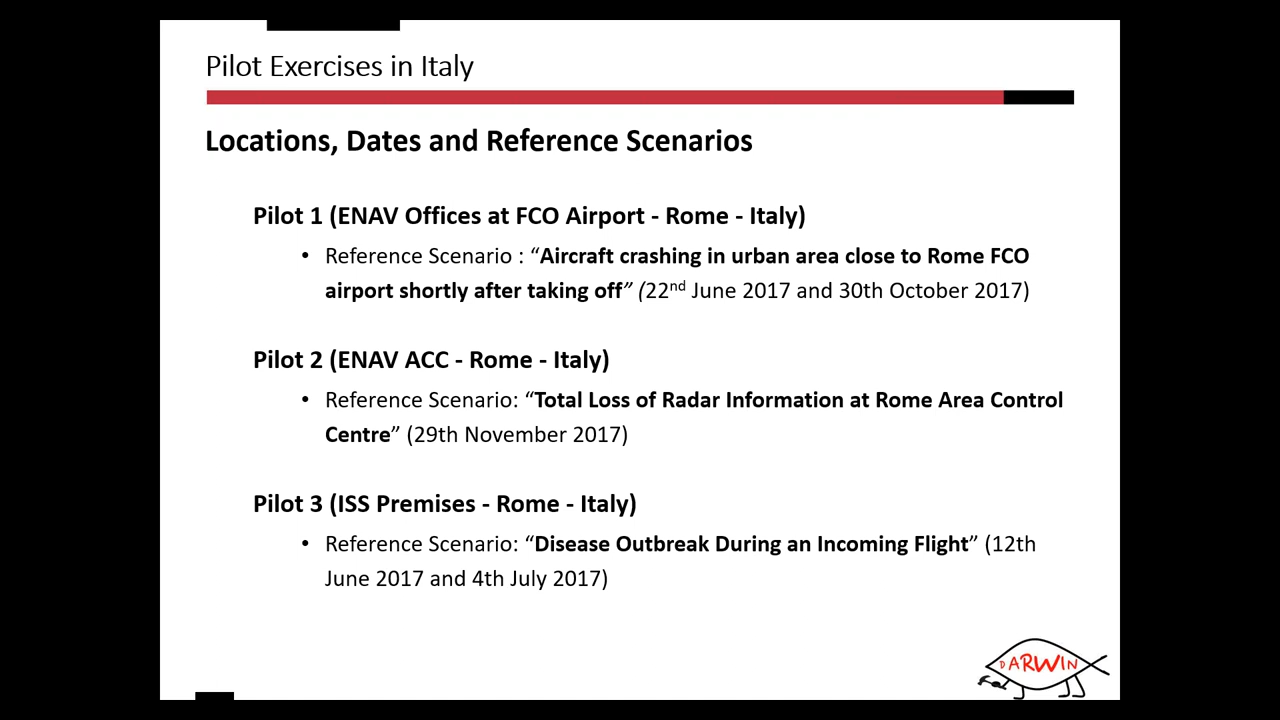 Pilot Exercises in Italy
Locations, Dates and Reference Scenarios
Pilot 1 (ENAV Offices at FCO Airport - Rome - Italy)
• Reference Scenario : “Aircraft crashing in urban area close to Rome FCO
airport shortly after taking off” (22nd June 2017 and 30th October 2017)
Pilot 2 (ENAV ACC - Rome - Italy)
• Reference Scenario: “Total Loss of Radar Information at Rome Area Control
Centre” (29th November 2017)
Pilot 3 (ISS Premises - Rome - Italy)
• Reference Scenario: “Disease Outbreak During an Incoming Flight” (12th
June 2017 and 4th July 2017)
DARWIN